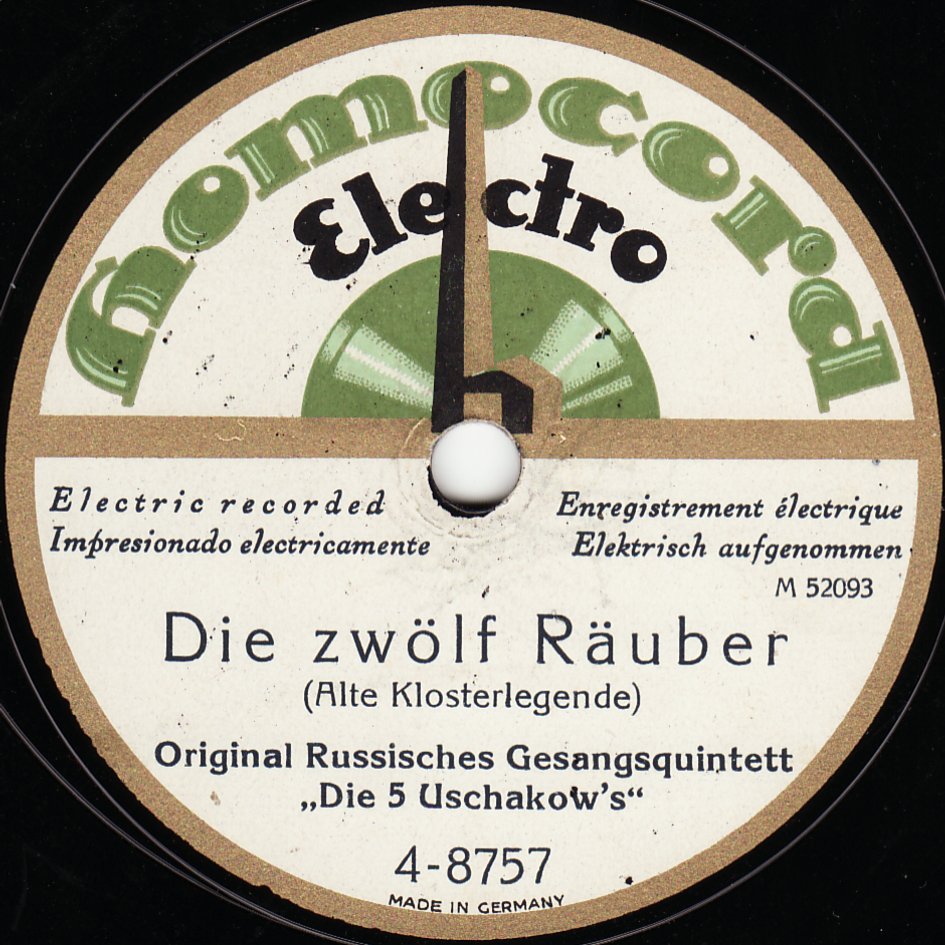 homocord
Electro
Electric recorded
Impresionado electricamente
Enregistrement électrique
Elektrisch aufgenommen
M 52093
Die zwölf Räuber
(Alte Klosterlegende)
Original Russisches Gesangsquintett
„Die 5 Uschakow's“
4-8757
MADE IN GERMANY